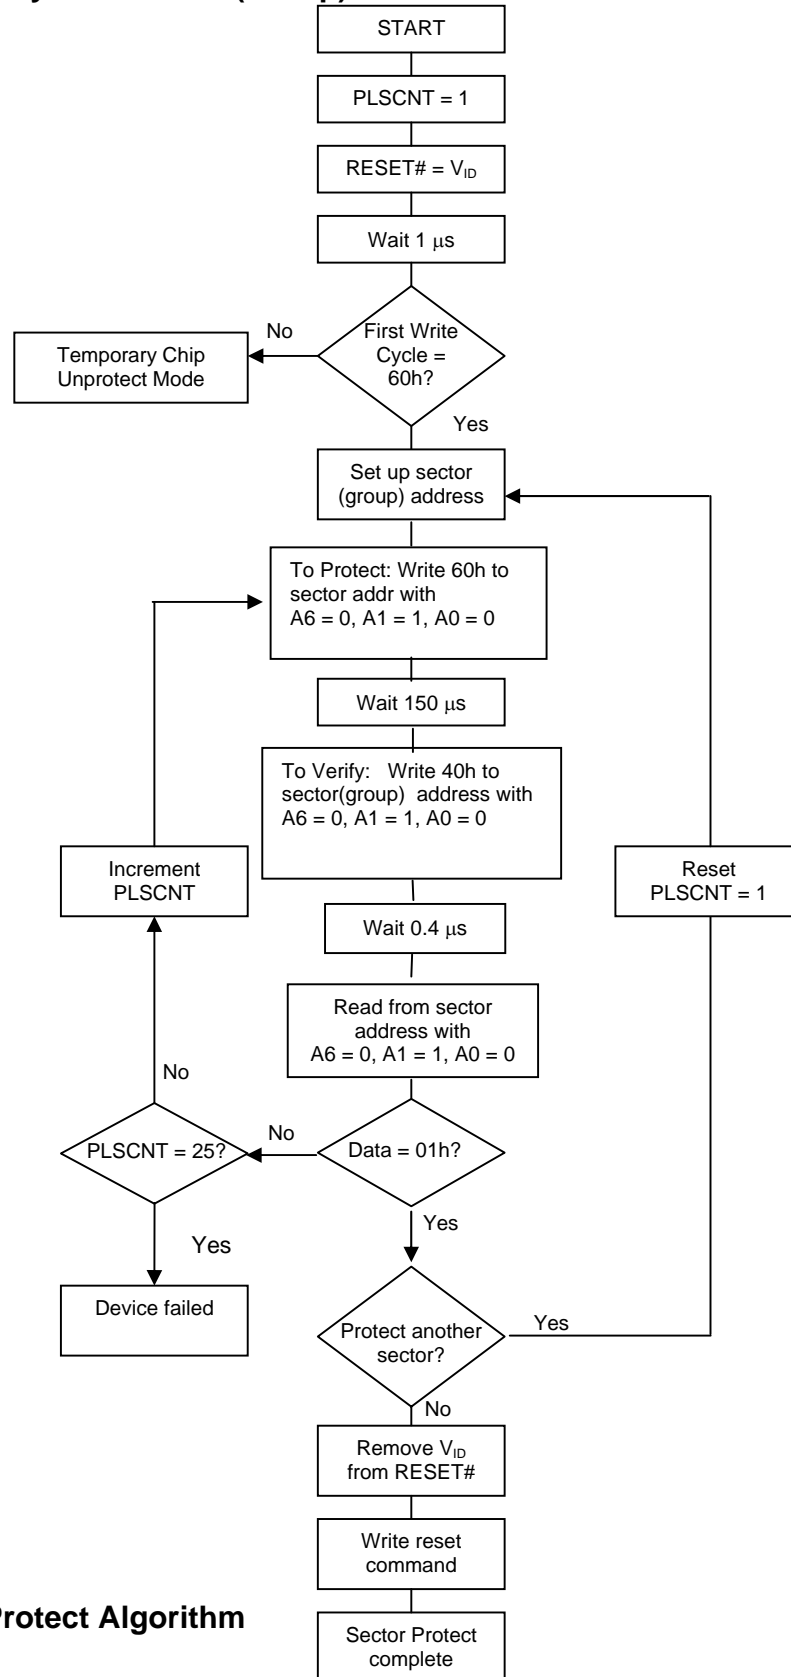 START
PLSCNT = 1
RESET# = VID
Wait 1 μs
No
First Write
Cycle =
60h?
Temporary Chip
Unprotect Mode
Yes
Set up sector
(group) address
To Protect: Write 60h to
sector addr with
A6 = 0, A1 = 1, A0 = 0
Wait 150 μs
To Verify: Write 40h to
sector(group) address with
A6 = 0, A1 = 1, A0 = 0
Increment
PLSCNT
Reset
PLSCNT = 1
Wait 0.4 μs
Read from sector
address with
A6 = 0, A1 = 1, A0 = 0
No
PLSCNT = 25?
No
Data = 01h?
Yes
Yes
Device failed
Protect another
sector?
Yes
No
Remove VID
from RESET#
Write reset
command
Protect Algorithm
Sector Protect
complete